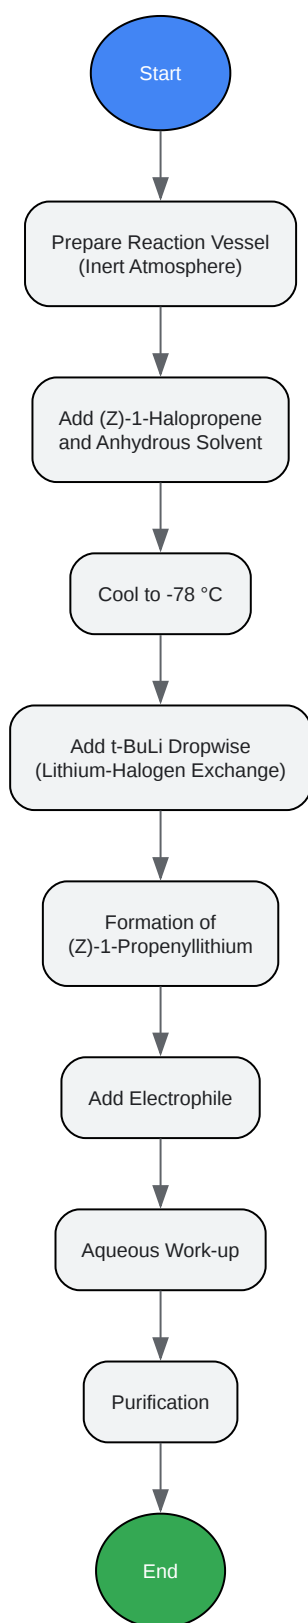 Start
Prepare Reaction Vessel
(Inert Atmosphere)
Add (Z)-1-Halopropene
and Anhydrous Solvent
Cool to -78 °C
Add t-BuLi Dropwise
(Lithium-Halogen Exchange)
Formation of
(Z)-1-Propenyllithium
Add Electrophile
Aqueous Work-up
Purification
End